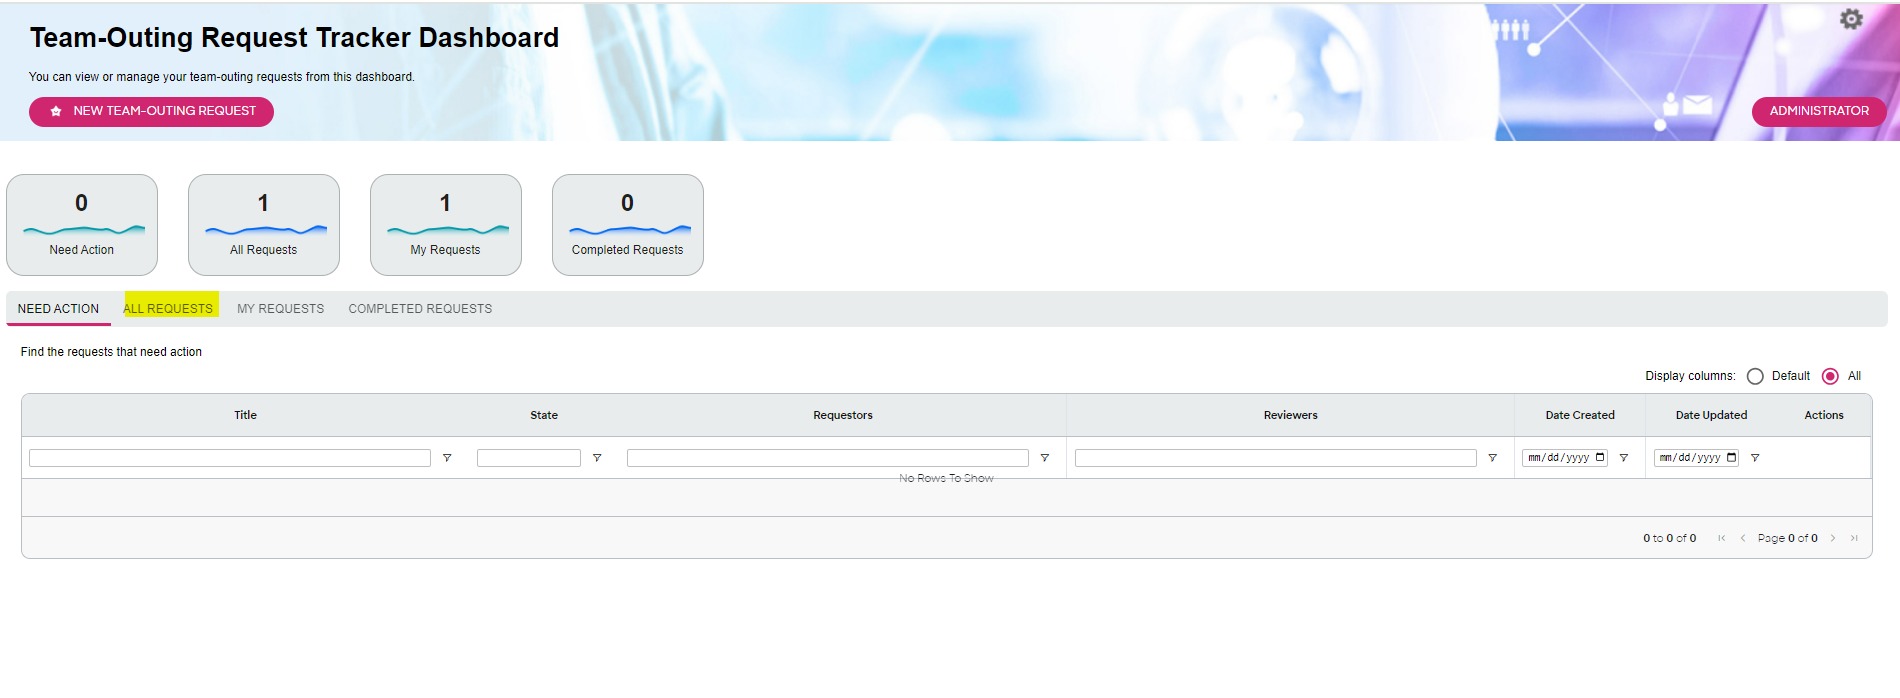 Team-Outing Request Tracker Dashboard
You can view or manage your team-outing requests from this dashboard.
NEW TEAM-OUTING REQUEST
ADMINISTRATOR
0
Need Action
1
All Requests
1
My Requests
0
Completed Requests
NEED ACTION ALL REQUESTS MY REQUESTS COMPLETED REQUESTS
Find the requests that need action
Display columns: Default All
Title State Requestors Reviewers Date Created Date Updated Actions
mm/dd/yyyy mm/dd/yyyy
No Rows To Show
0 to 0 of 0 Page 0 of 0